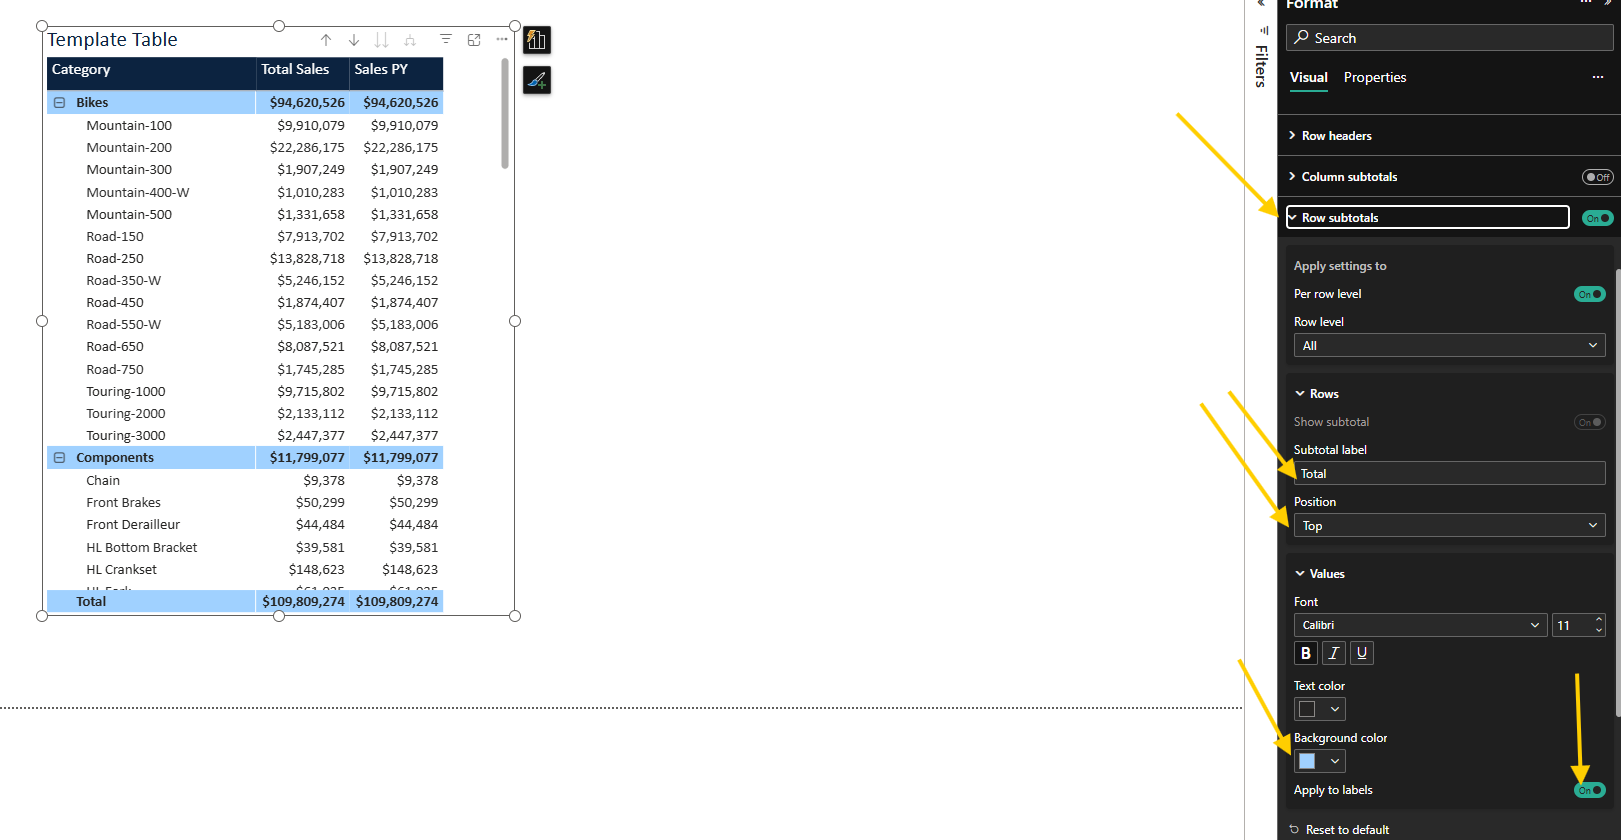 Template Table
Category Total Sales Sales PY
Bikes $94,620,526 $94,620,526
Mountain-100 $9,910,079 $9,910,079
Mountain-200 $22,286,175 $22,286,175
Mountain-300 $1,907,249 $1,907,249
Mountain-400-W $1,010,283 $1,010,283
Mountain-500 $1,331,658 $1,331,658
Road-150 $7,913,702 $7,913,702
Road-250 $13,828,718 $13,828,718
Road-350-W $5,246,152 $5,246,152
Road-450 $1,874,407 $1,874,407
Road-550-W $5,183,006 $5,183,006
Road-650 $8,087,521 $8,087,521
Road-750 $1,745,285 $1,745,285
Touring-1000 $9,715,802 $9,715,802
Touring-2000 $2,133,112 $2,133,112
Touring-3000 $2,447,377 $2,447,377
Components $11,799,077 $11,799,077
Chain $9,378 $9,378
Front Brakes $50,299 $50,299
Front Derailleur $44,484 $44,484
HL Bottom Bracket $39,581 $39,581
HL Crankset $148,623 $148,623
Total $109,809,274 $109,809,274
Filters
Format
Search
Visual Properties
Row headers
Column subtotals Off
Row subtotals On
Apply settings to
Per row level On
Row level
All
Rows
Show subtotal On
Subtotal label
Total
Position
Top
Values
Font
Calibri 11
B I U
Text color
Background color
Apply to labels On
Reset to default